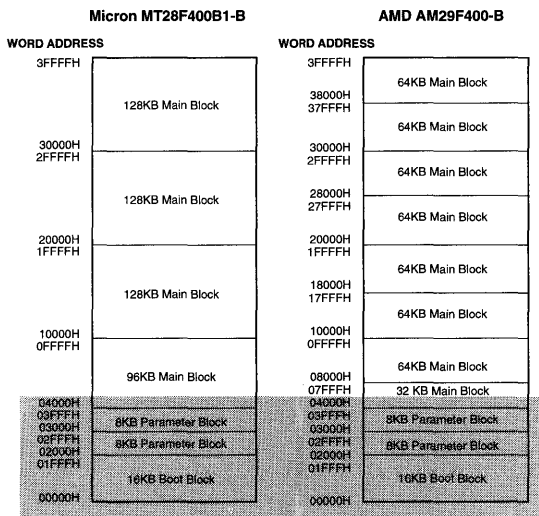 Micron MT28F400B1-B
WORD ADDRESS
3FFFFH
128KB Main Block
30000H
2FFFFH
128KB Main Block
20000H
1FFFFH
128KB Main Block
10000H
0FFFFH
96KB Main Block
04000H
03FFFH
8KB Parameter Block
03000H
02FFFH
8KB Parameter Block
02000H
01FFFH
16KB Boot Block
00000H
AMD AM29F400-B
WORD ADDRESS
3FFFFH
64KB Main Block
38000H
37FFFH
64KB Main Block
30000H
2FFFFH
64KB Main Block
28000H
27FFFH
64KB Main Block
20000H
1FFFFH
64KB Main Block
18000H
17FFFH
64KB Main Block
10000H
0FFFFH
64KB Main Block
08000H
07FFFH
32 KB Main Block
04000H
03FFFH
8KB Parameter Block
03000H
02FFFH
8KB Parameter Block
02000H
01FFFH
16KB Boot Block
00000H